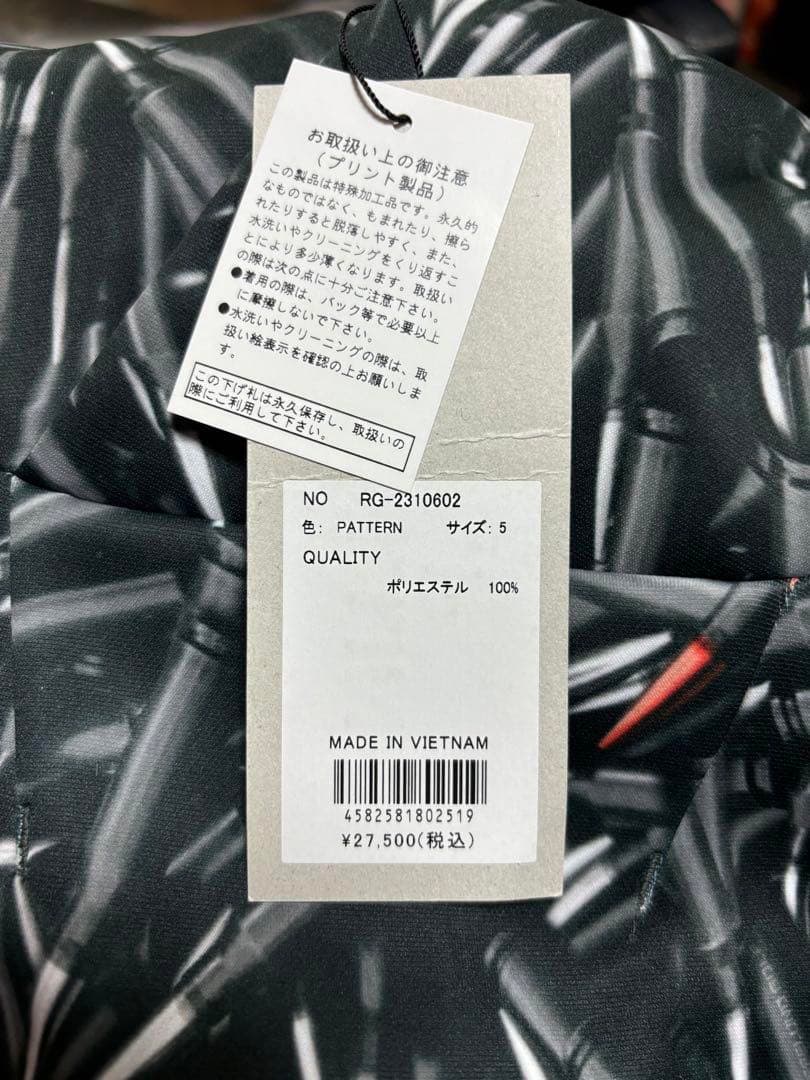 お取扱い上の御注意
(プリント製品)
この製品は特殊加工品です。永久的
なものではなく、もまれたり、擦ら
れたりすると脱落しやすく、また、
水洗いやクリーニングをくり返すこ
とにより多少薄くなります。取扱い
の際は次の点に十分ご注意下さい。
●着用の際は、バック等で必要以上
に摩擦しないで下さい。
●水洗いやクリーニングの際は、取
扱い絵表示を確認の上お願いしま
す。
この下げ札は永久保存し、取扱いの
際にご利用して下さい。
NO RG-2310602
色: PATTERN サイズ: 5
QUALITY
ポリエステル 100%
MADE IN VIETNAM
4582581802519
¥27,500(税込)